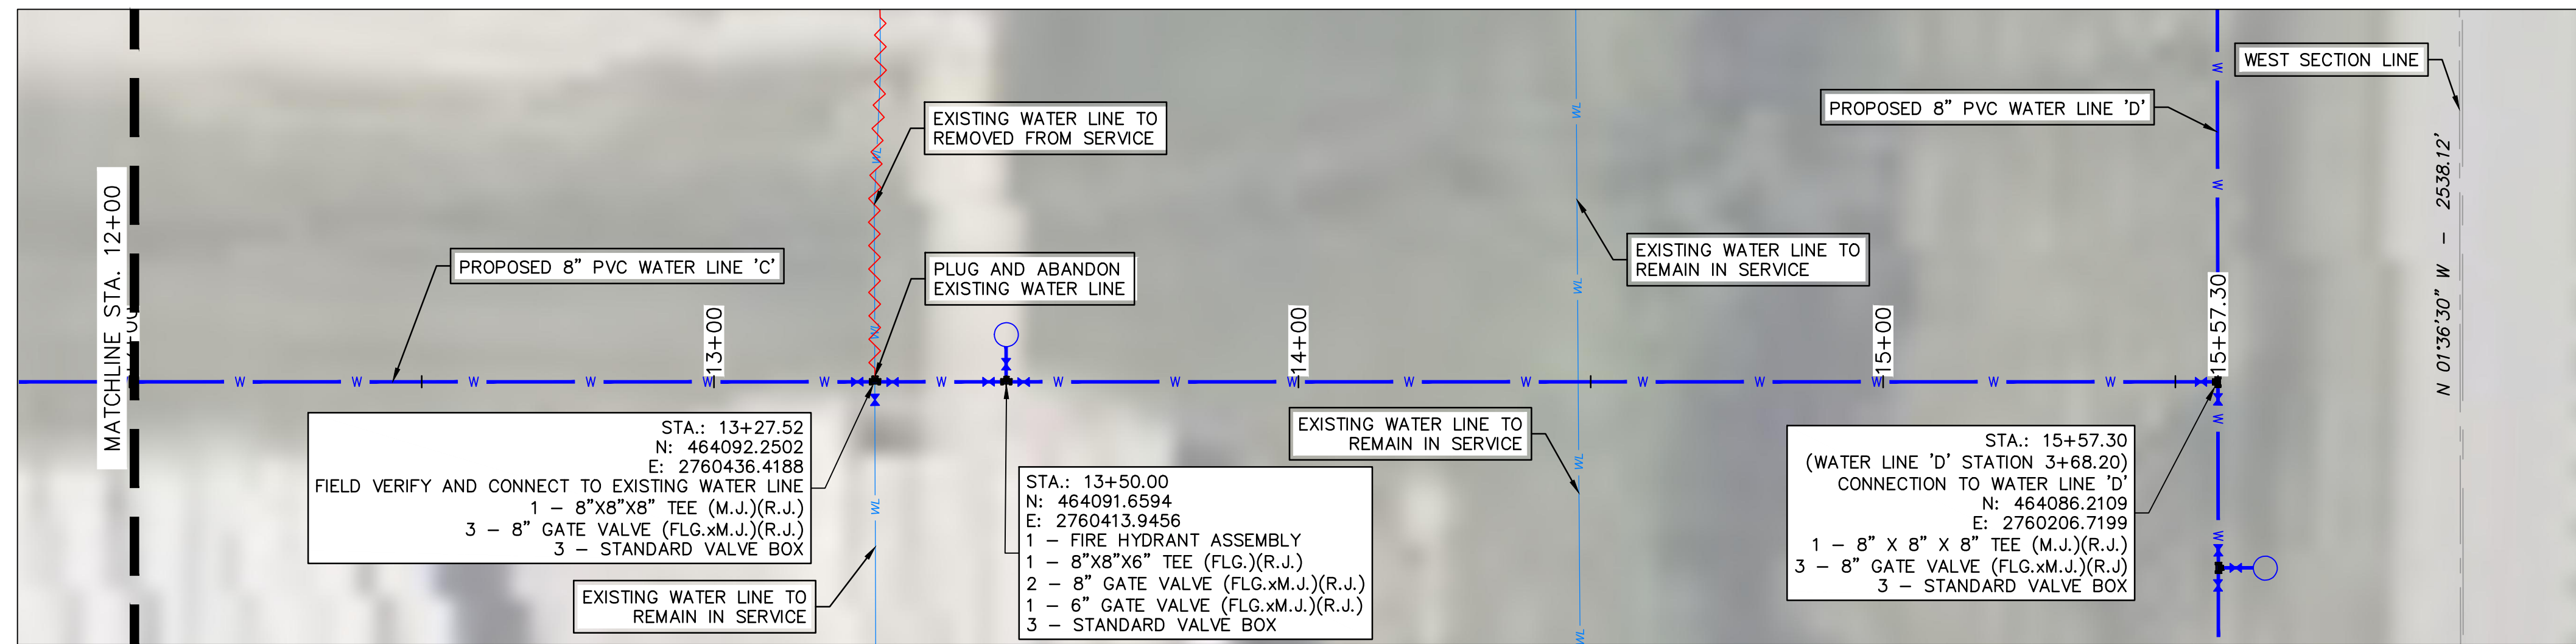 MATCHLINE STA. 12+00
PROPOSED 8" PVC WATER LINE 'C'
EXISTING WATER LINE TO
REMOVED FROM SERVICE
PLUG AND ABANDON
EXISTING WATER LINE
EXISTING WATER LINE TO
REMAIN IN SERVICE
PROPOSED 8" PVC WATER LINE 'D'
WEST SECTION LINE
N 01°36'30" W - 2538.12'
13+00
14+00
15+00
15+57.30
W W W W W W W W W W W W W W W W W
W
W
W
W
WL
WL
WL
WL
WL
WL
WL
STA.: 13+27.52
N: 464092.2502
E: 2760436.4188
FIELD VERIFY AND CONNECT TO EXISTING WATER LINE
1 - 8"X8"X8" TEE (M.J.)(R.J.)
3 - 8" GATE VALVE (FLG.xM.J.)(R.J.)
3 - STANDARD VALVE BOX
EXISTING WATER LINE TO
REMAIN IN SERVICE
STA.: 13+50.00
N: 464091.6594
E: 2760413.9456
1 - FIRE HYDRANT ASSEMBLY
1 - 8"X8"X6" TEE (FLG.)(R.J.)
2 - 8" GATE VALVE (FLG.xM.J.)(R.J.)
1 - 6" GATE VALVE (FLG.xM.J.)(R.J.)
3 - STANDARD VALVE BOX
EXISTING WATER LINE TO
REMAIN IN SERVICE
STA.: 15+57.30
(WATER LINE 'D' STATION 3+68.20)
CONNECTION TO WATER LINE 'D'
N: 464086.2109
E: 2760206.7199
1 - 8" X 8" X 8" TEE (M.J.)(R.J.)
3 - 8" GATE VALVE (FLG.xM.J.)(R.J)
3 - STANDARD VALVE BOX